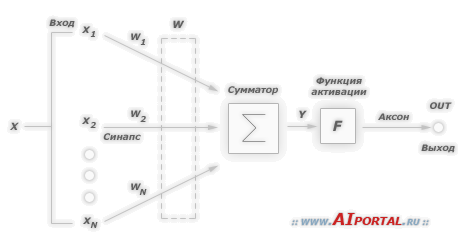 Вход
X1
W1
W
X
X2
W2
Синапс
XN
WN
Сумматор
Σ
Y
Функция
активации
F
Аксон
OUT
Выход
:: WWW.AIPORTAL.RU ::